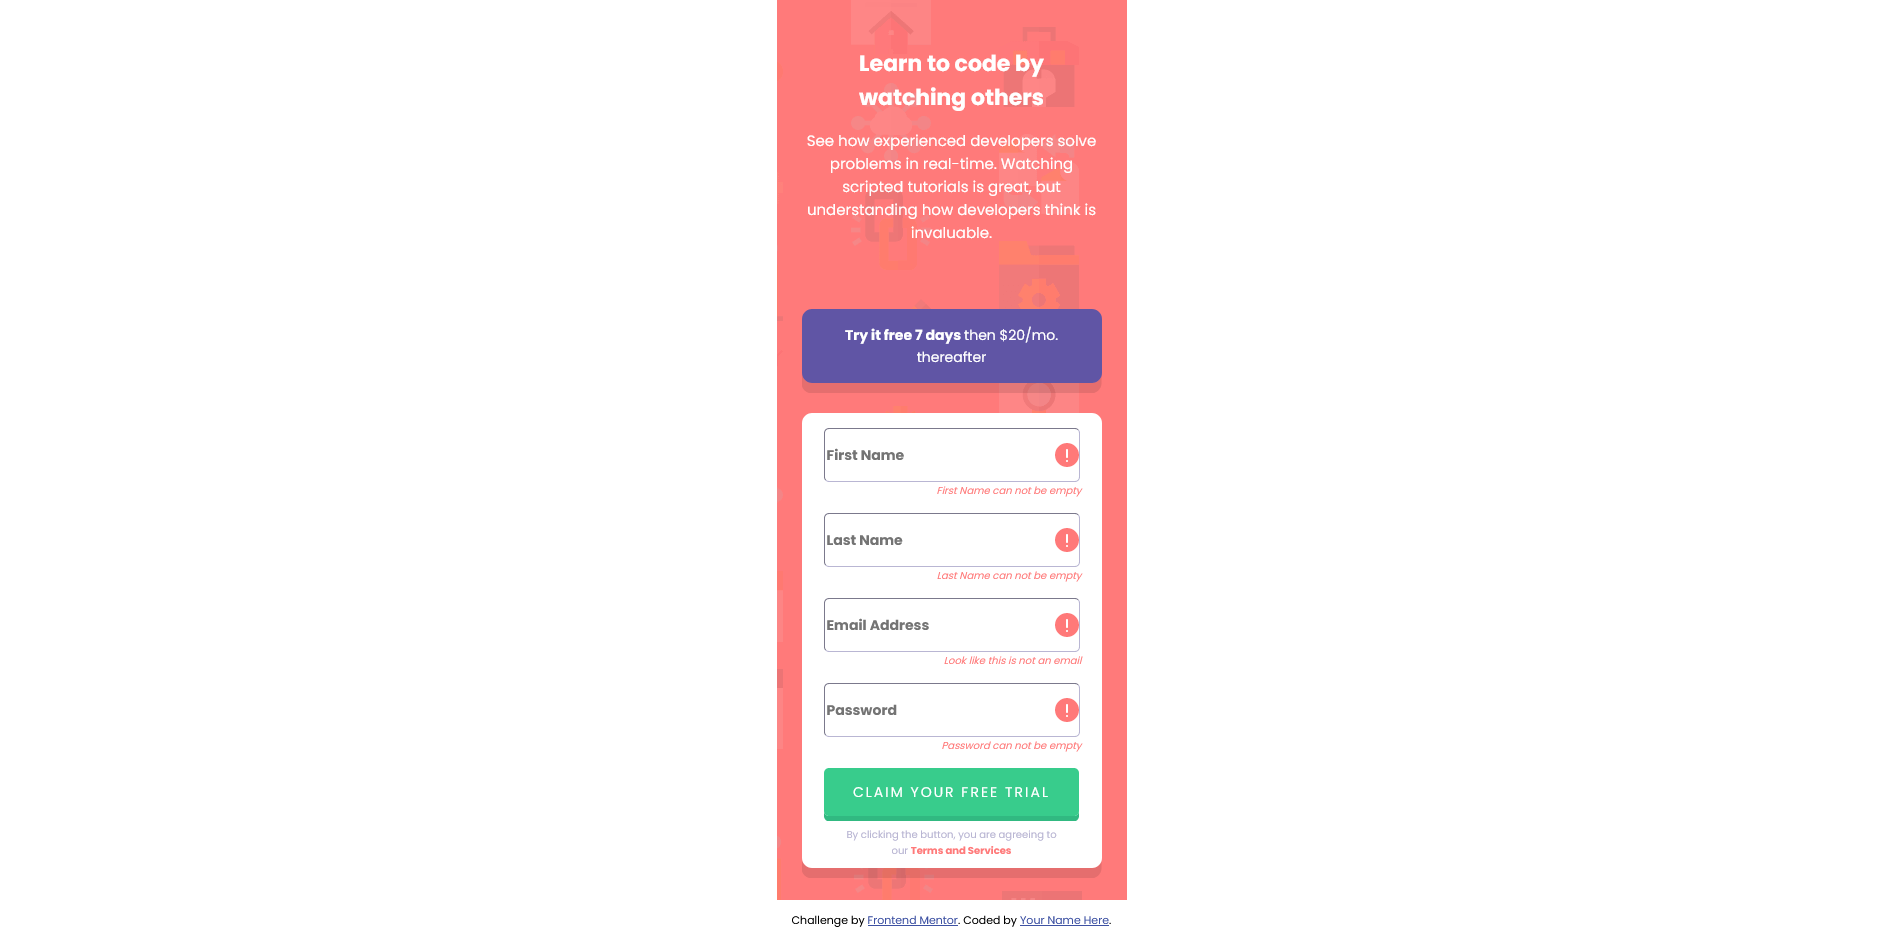 Learn to code by
watching others
See how experienced developers solve
problems in real-time. Watching
scripted tutorials is great, but
understanding how developers think is
invaluable.
Try it free 7 days then $20/mo.
thereafter
First Name
!
First Name can not be empty
Last Name
!
Last Name can not be empty
Email Address
!
Look like this is not an email
Password
!
Password can not be empty
CLAIM YOUR FREE TRIAL
By clicking the button, you are agreeing to
our Terms and Services
Challenge by Frontend Mentor. Coded by Your Name Here.